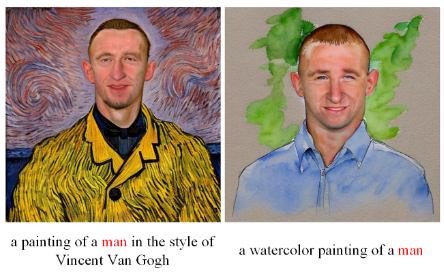 a painting of a man in the style of
Vincent Van Gogh
a watercolor painting of a man